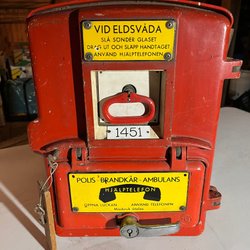 VID ELDSVÅDA
SLÅ SÖNDER GLASET
DRAG UT OCH SLÄPP HANDTAGET
ANVÄND HJÄLPTELEFONEN
1451
POLIS · BRANDKÅR · AMBULANS
HJÄLPTELEFON
ÖPPNA LUCKAN
ANVÄND TELEFONEN